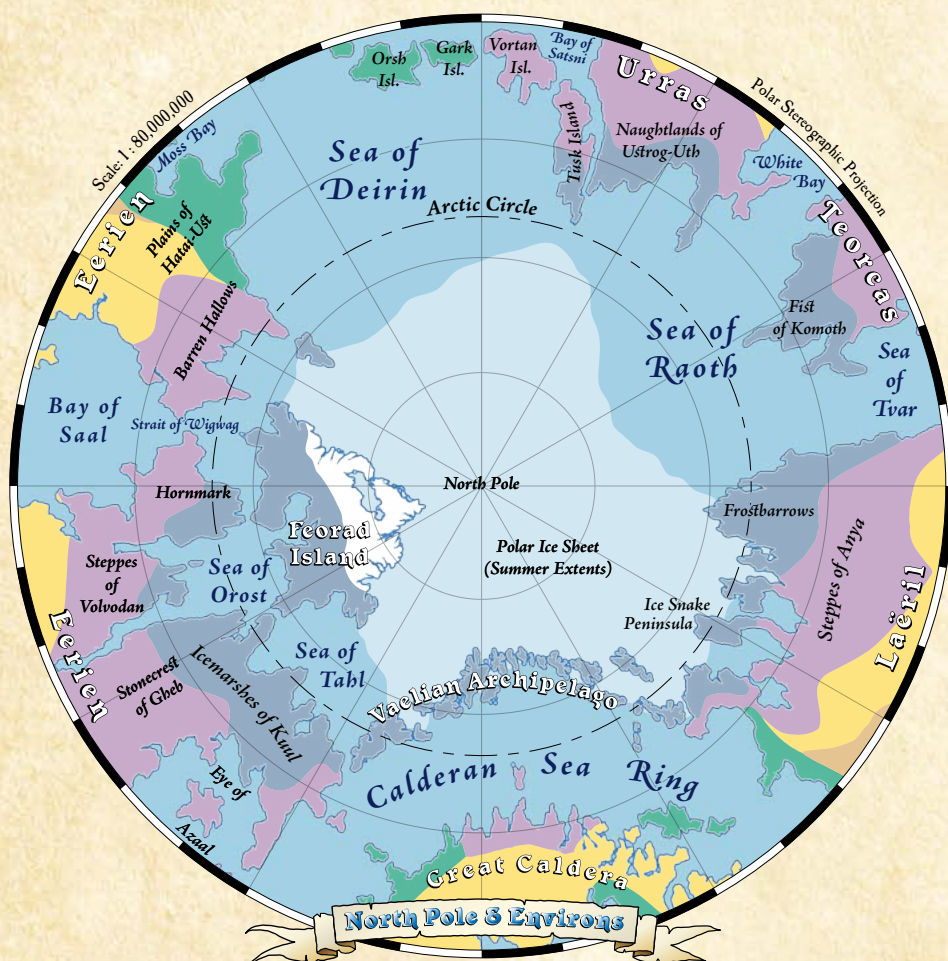 Orsh
Isl.
Gark
Isl.
Vortan
Isl.
Bay of
Satsni
Urras
Polar Stereographic Projection
Scale: 1 : 80,000,000
Moss Bay
Sea of
Deirin
Tusk Island
Naughtlands of
Ustrog-Uth
White
Bay
Arctic Circle
Eerien
Plains of
Hatai-Ust
Teorcas
Barren Hallows
Fist
of Komoth
Sea of
Raoth
Sea
of
Tvar
Bay of
Saal
Strait of Wigwag
Hornmark
North Pole
Frostbarrows
Feorad
Island
Polar Ice Sheet
(Summer Extents)
Steppes
of
Volvodan
Sea of
Orost
Steppes of Anya
Laëril
Ice Snake
Peninsula
Eerien
Stonecrest
of Gheb
Icemarshes of Kuul
Sea of
Tahl
Vaelian Archipelago
Eye of
Azaal
Calderan Sea Ring
Great Caldera
North Pole & Environs